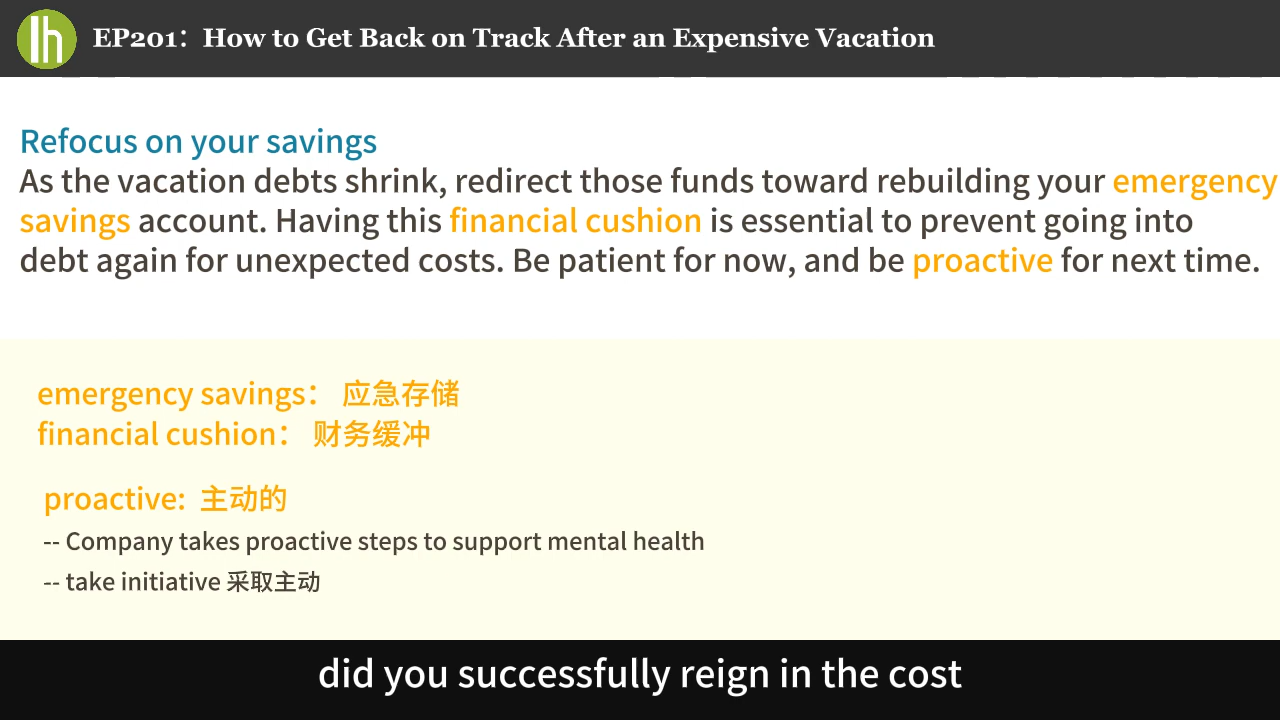 lh EP201: How to Get Back on Track After an Expensive Vacation
Refocus on your savings
As the vacation debts shrink, redirect those funds toward rebuilding your emergency
savings account. Having this financial cushion is essential to prevent going into
debt again for unexpected costs. Be patient for now, and be proactive for next time.
emergency savings： 应急存储
financial cushion： 财务缓冲
proactive: 主动的
-- Company takes proactive steps to support mental health
-- take initiative 采取主动
did you successfully reign in the cost